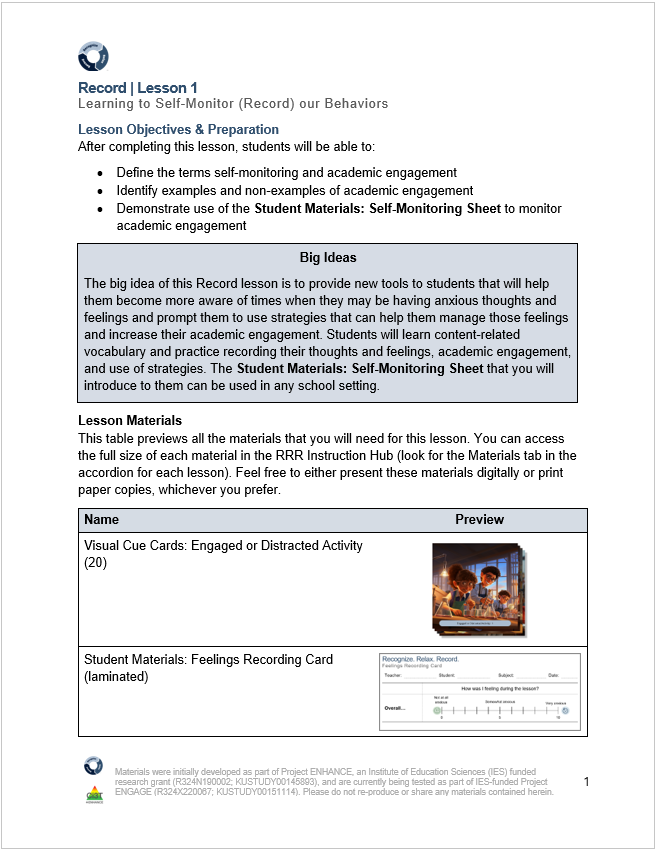 Record | Lesson 1
Learning to Self-Monitor (Record) our Behaviors
Lesson Objectives & Preparation
After completing this lesson, students will be able to:
• Define the terms self-monitoring and academic engagement
• Identify examples and non-examples of academic engagement
• Demonstrate use of the Student Materials: Self-Monitoring Sheet to monitor
academic engagement
Big Ideas
The big idea of this Record lesson is to provide new tools to students that will help
them become more aware of times when they may be having anxious thoughts and
feelings and prompt them to use strategies that can help them manage those feelings
and increase their academic engagement. Students will learn content-related
vocabulary and practice recording their thoughts and feelings, academic engagement,
and use of strategies. The Student Materials: Self-Monitoring Sheet that you will
introduce to them can be used in any school setting.
Lesson Materials
This table previews all the materials that you will need for this lesson. You can access
the full size of each material in the RRR Instruction Hub (look for the Materials tab in the
accordion for each lesson). Feel free to either present these materials digitally or print
paper copies, whichever you prefer.
Name Preview
Visual Cue Cards: Engaged or Distracted Activity
(20)
Student Materials: Feelings Recording Card
(laminated)
Recognize. Relax. Record.
Feelings Recording Card
Teacher: Student: Subject: Date:
How was I feeling during the lesson?
Not at all anxious Somewhat anxious Very anxious
Overall...
0 5 10
Materials were initially developed as part of Project ENHANCE, an Institute of Education Sciences (IES) funded
research grant (R324N190002; KUSTUDY00145893), and are currently being tested as part of IES-funded Project
ENGAGE (R324X220067; KUSTUDY00151114). Please do not re-produce or share any materials contained herein.
1